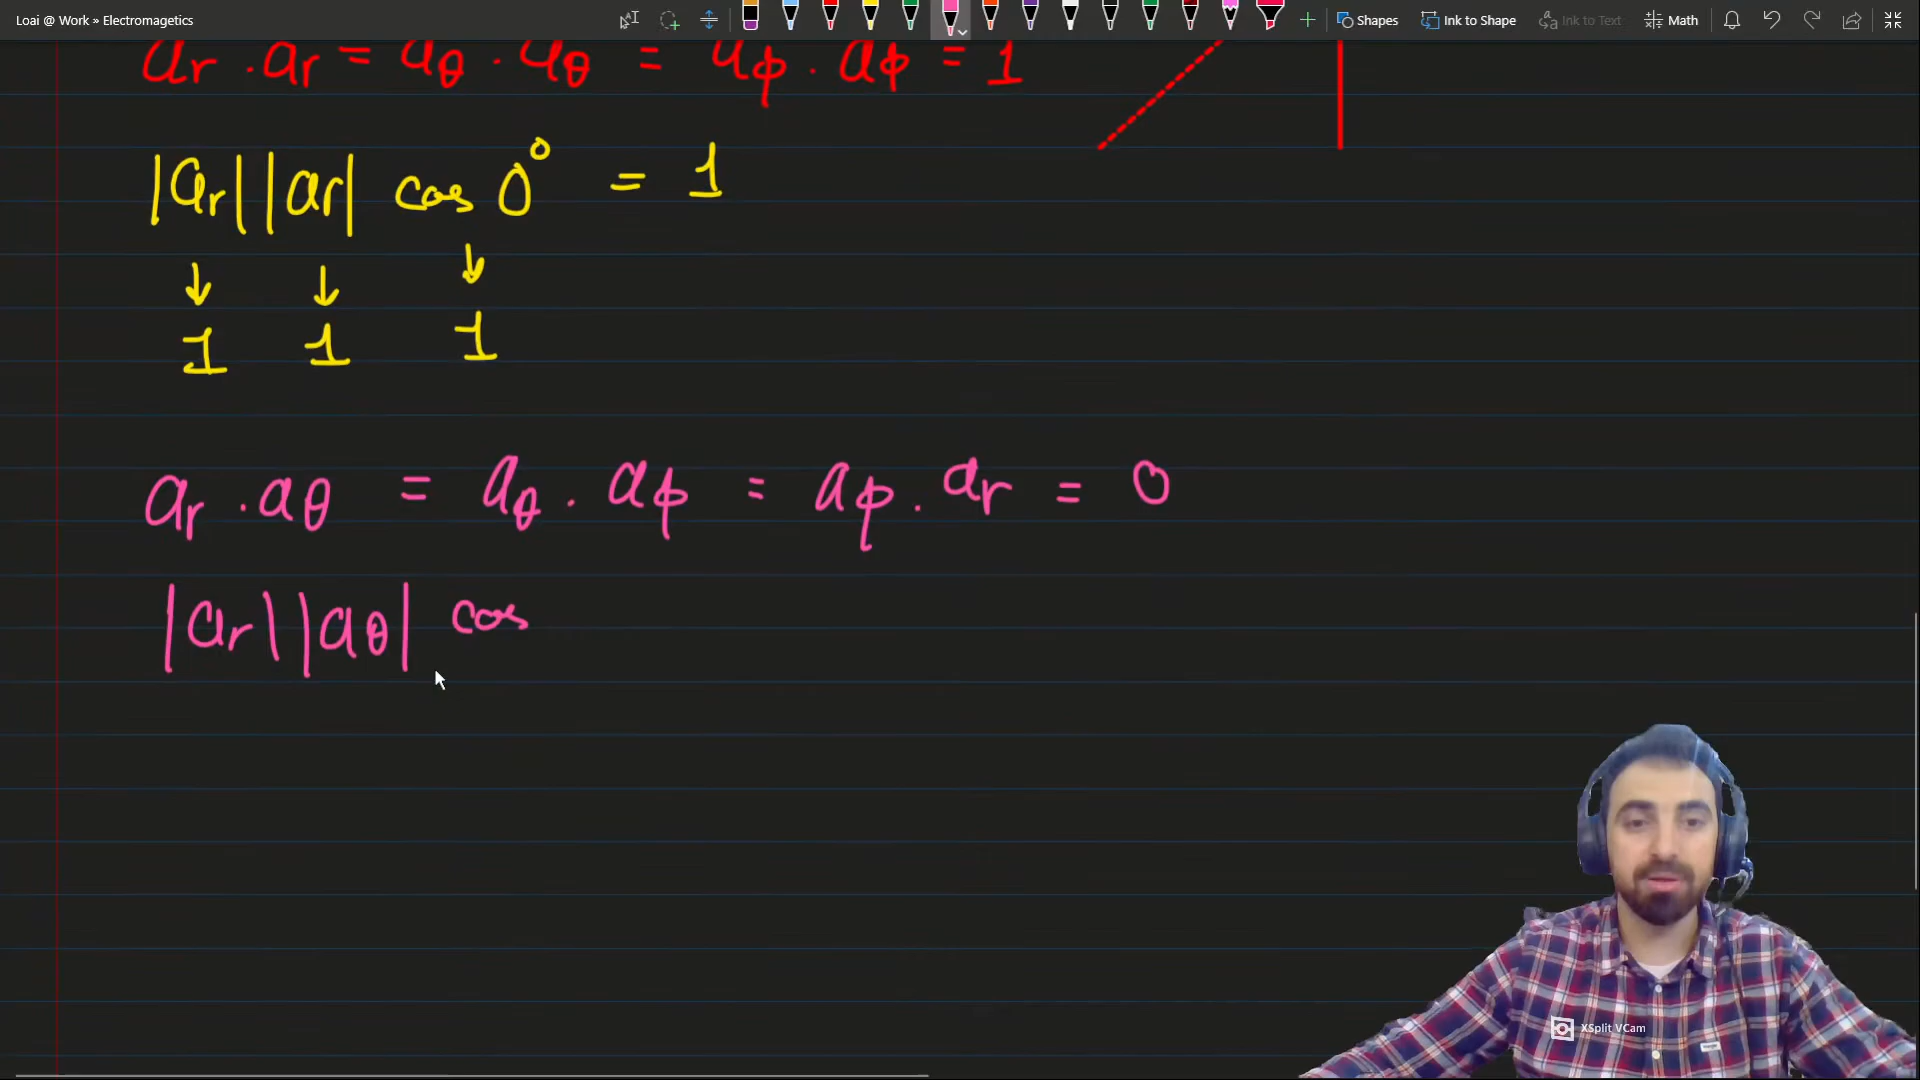 Loai @ Work » Electromagetics
Shapes Ink to Shape Ink to Text Math
ar . ar = aθ . aθ = aφ . aφ = 1
|ar| |ar| cos 0° = 1
↓ ↓ ↓
1 1 1
ar . aθ = aθ . aφ = aφ . ar = 0
|ar| |aθ| cos
XSplit VCam